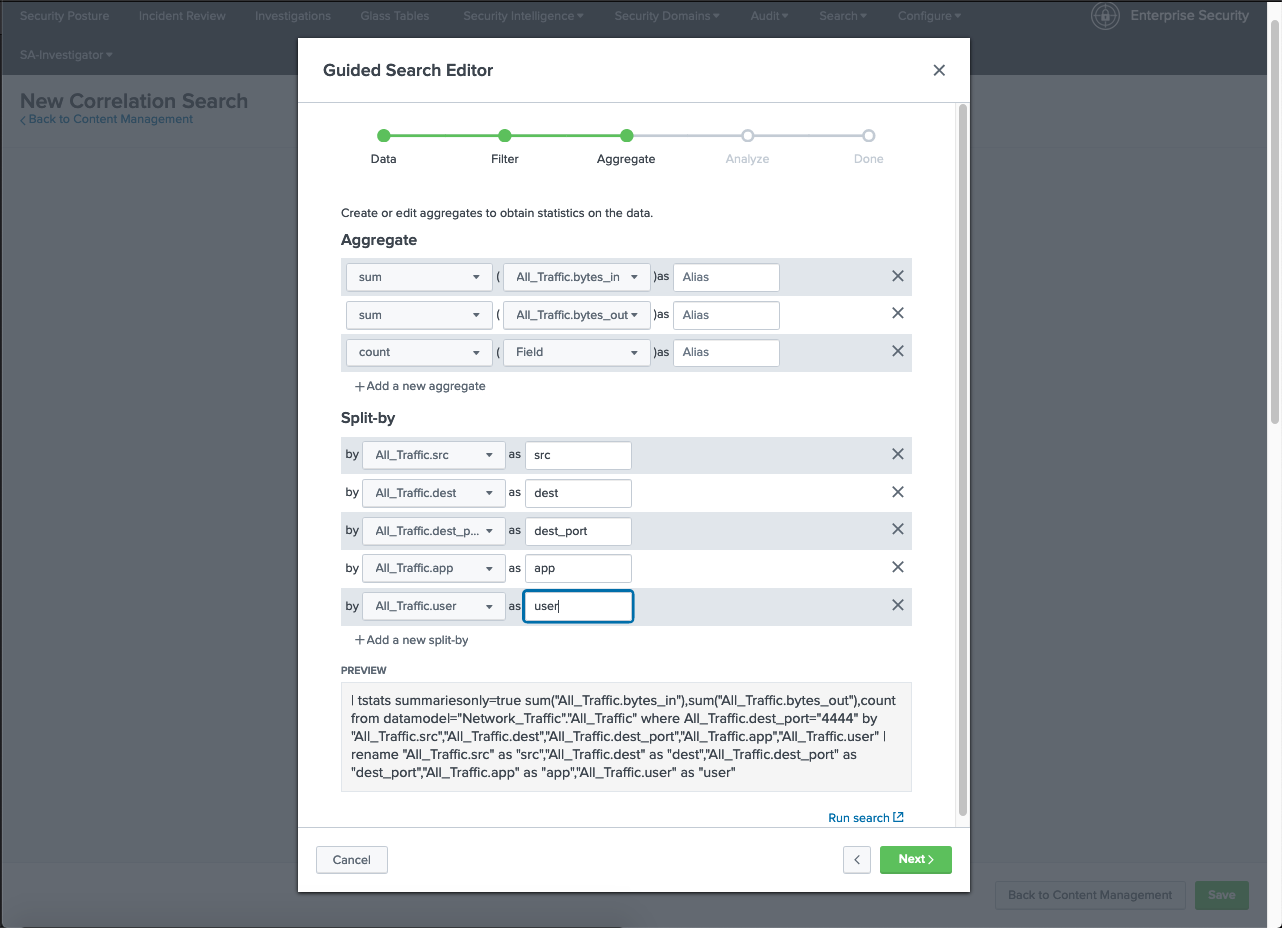 Security Posture Incident Review Investigations Glass Tables Security Intelligence Security Domains Audit Search Configure Enterprise Security
SA-Investigator
Guided Search Editor
New Correlation Search
Back to Content Management
Data Filter Aggregate Analyze Done
Create or edit aggregates to obtain statistics on the data.
Aggregate
sum ( All_Traffic.bytes_in )as Alias
sum ( All_Traffic.bytes_out )as Alias
count ( Field )as Alias
+Add a new aggregate
Split-by
by All_Traffic.src as src
by All_Traffic.dest as dest
by All_Traffic.dest_p... as dest_port
by All_Traffic.app as app
by All_Traffic.user as user
+Add a new split-by
PREVIEW
| tstats summariesonly=true sum("All_Traffic.bytes_in"),sum("All_Traffic.bytes_out"),count
from datamodel="Network_Traffic"."All_Traffic" where All_Traffic.dest_port="4444" by
"All_Traffic.src","All_Traffic.dest","All_Traffic.dest_port","All_Traffic.app","All_Traffic.user" |
rename "All_Traffic.src" as "src","All_Traffic.dest" as "dest","All_Traffic.dest_port" as
"dest_port","All_Traffic.app" as "app","All_Traffic.user" as "user"
Run search
Cancel < Next >
Back to Content Management Save